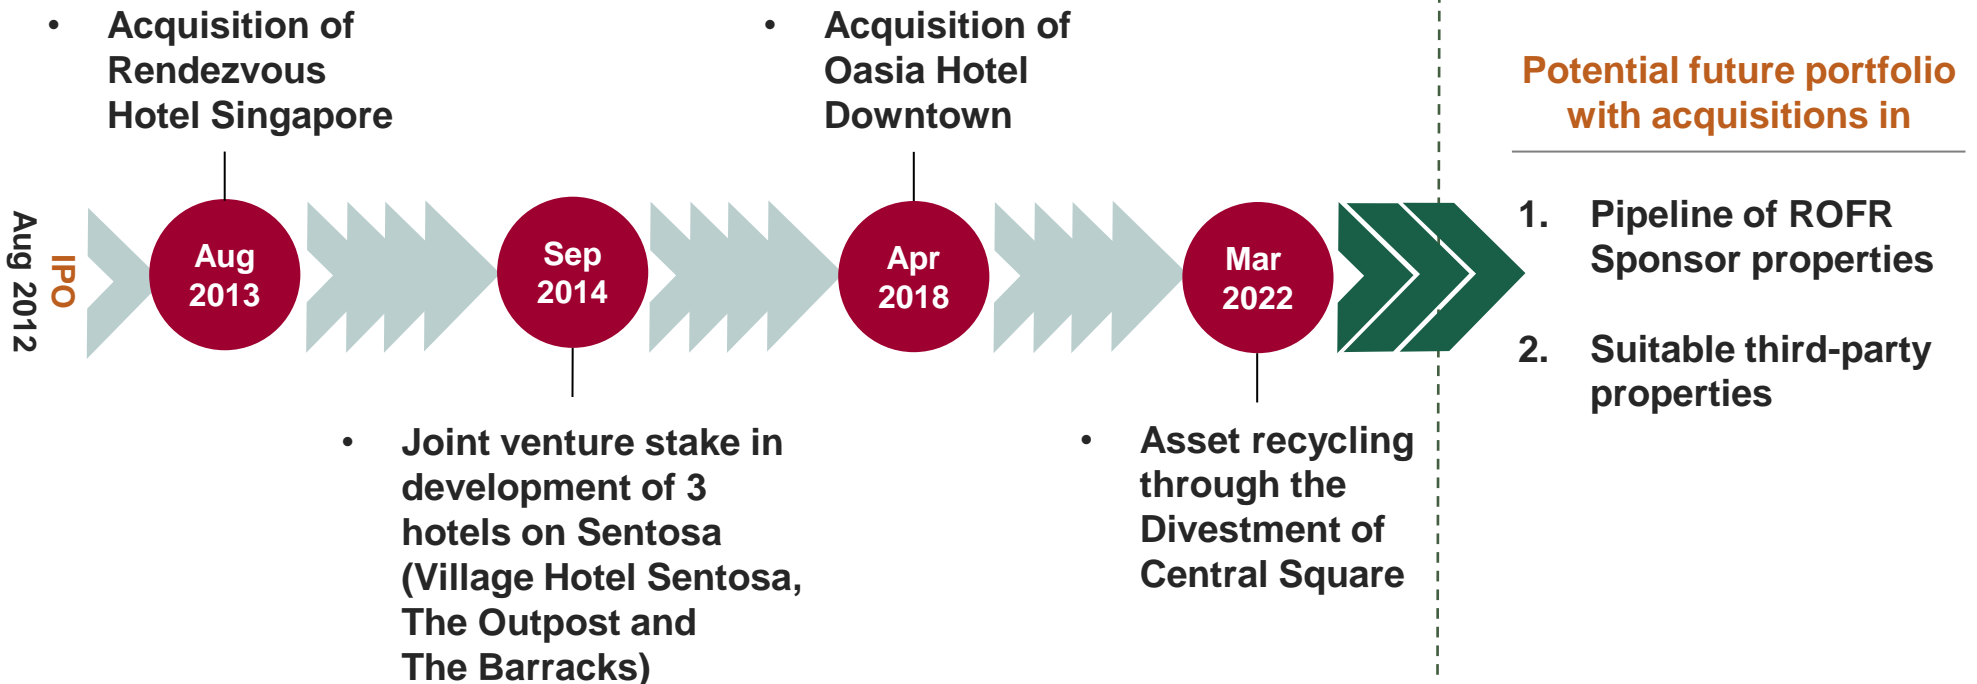 • Acquisition of
Rendezvous
Hotel Singapore
• Acquisition of
Oasia Hotel
Downtown
IPO
Aug 2012
Aug
2013
Sep
2014
Apr
2018
Mar
2022
• Joint venture stake in
development of 3
hotels on Sentosa
(Village Hotel Sentosa,
The Outpost and
The Barracks)
• Asset recycling
through the
Divestment of
Central Square
Potential future portfolio
with acquisitions in
1. Pipeline of ROFR
Sponsor properties
2. Suitable third-party
properties